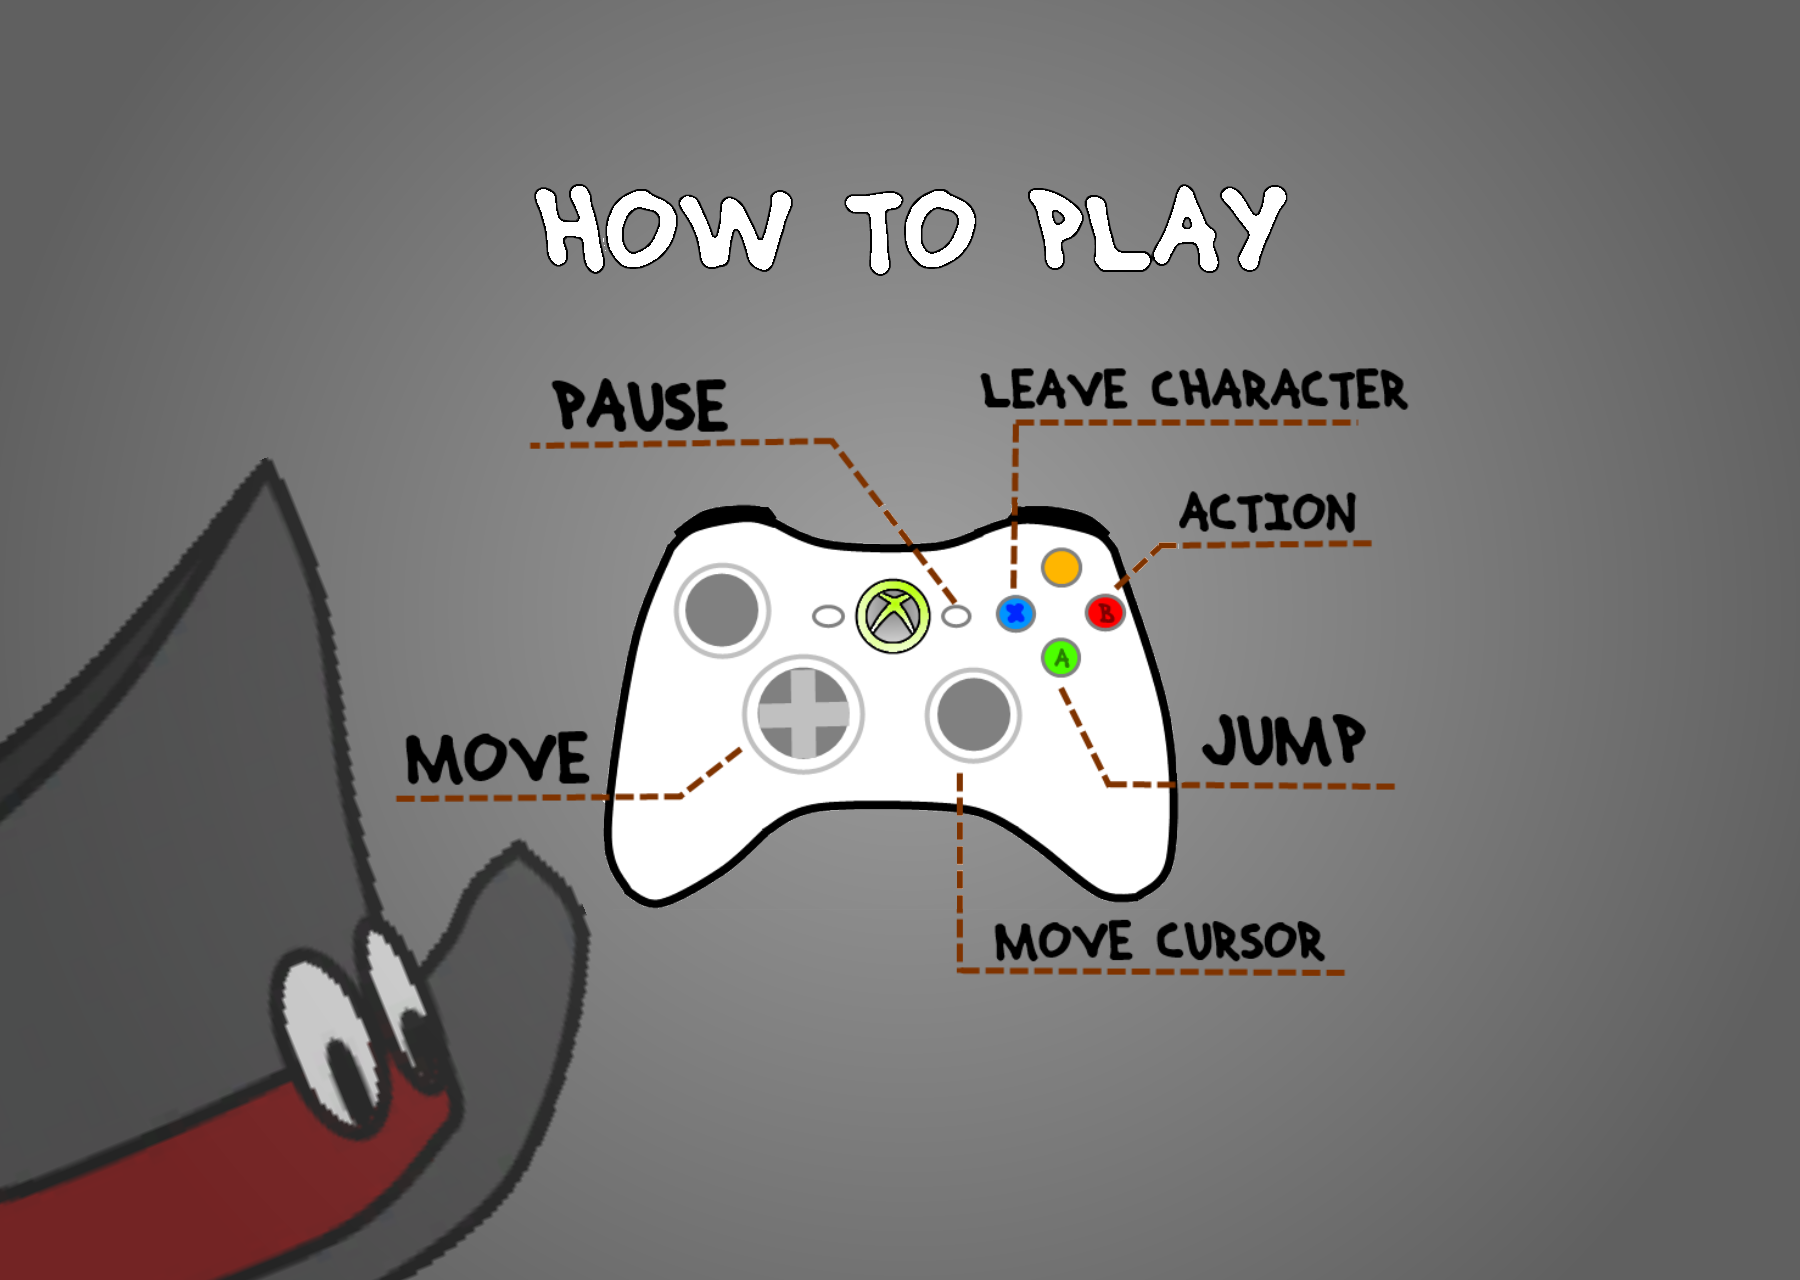 HOW TO PLAY
PAUSE
LEAVE CHARACTER
ACTION
X
B
A
MOVE
JUMP
MOVE CURSOR